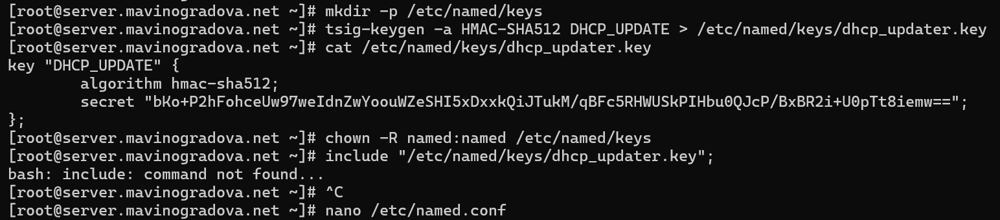 [root@server.mavinogradova.net ~]# mkdir -p /etc/named/keys
[root@server.mavinogradova.net ~]# tsig-keygen -a HMAC-SHA512 DHCP_UPDATE > /etc/named/keys/dhcp_updater.key
[root@server.mavinogradova.net ~]# cat /etc/named/keys/dhcp_updater.key
key "DHCP_UPDATE" {
        algorithm hmac-sha512;
        secret "bKo+P2hFohceUw97weIdnZwYoouWZeSHI5xDxxkQiJTukM/qBFc5RHWUSkPIHbu0QJcP/BxBR2i+U0pTt8iemw==";
};
[root@server.mavinogradova.net ~]# chown -R named:named /etc/named/keys
[root@server.mavinogradova.net ~]# include "/etc/named/keys/dhcp_updater.key";
bash: include: command not found...
[root@server.mavinogradova.net ~]# ^C
[root@server.mavinogradova.net ~]# nano /etc/named.conf